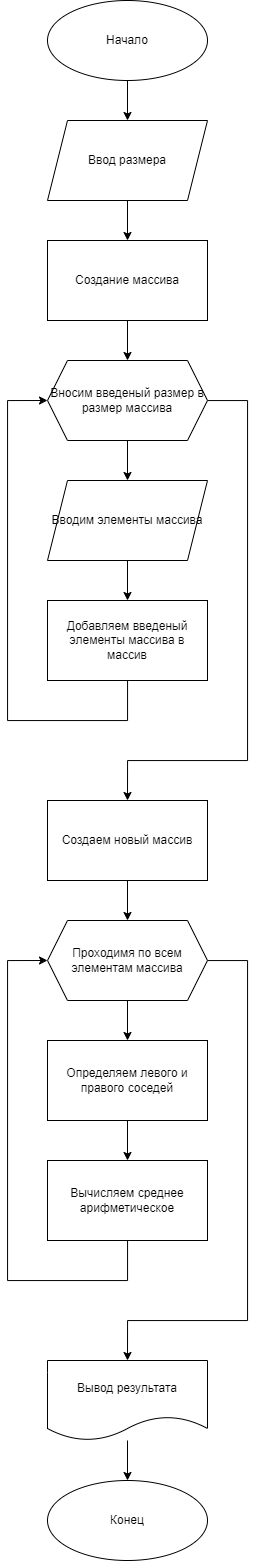 Начало
Ввод размера
Создание массива
Вносим введеный размер в
размер массива
Вводим элементы массива
Добавляем введеный
элементы массива в
массив
Создаем новый массив
Проходимя по всем
элементам массива
Определяем левого и
правого соседей
Вычисляем среднее
арифметическое
Вывод результата
Конец